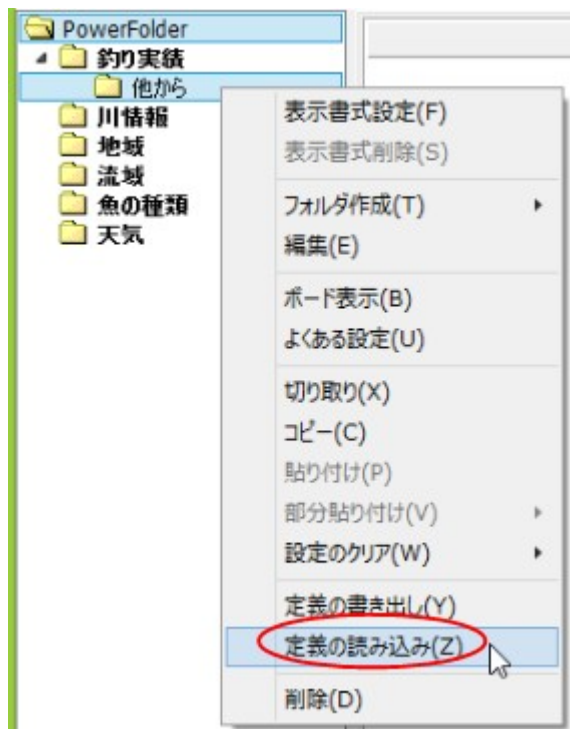 PowerFolder
釣り実績
他から
川情報
地域
流域
魚の種類
天気
表示書式設定(F)
表示書式削除(S)
フォルダ作成(T)
編集(E)
ボード表示(B)
よくある設定(U)
切り取り(X)
コピー(C)
貼り付け(P)
部分貼り付け(V)
設定のクリア(W)
定義の書き出し(Y)
定義の読み込み(Z)
削除(D)